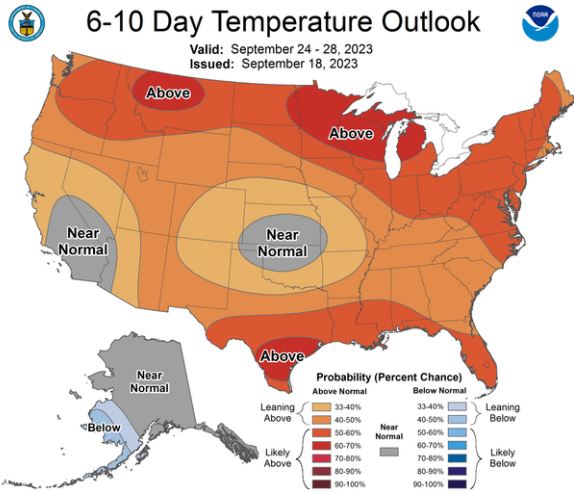 6-10 Day Temperature Outlook
Valid: September 24 - 28, 2023
Issued: September 18, 2023
NOAA
Above
Above
Near
Normal
Near
Normal
Above
Near
Normal
Below
Probability (Percent Chance)
Above Normal
Below Normal
Leaning
Above
33-40%
40-50%
Likely
Above
50-60%
60-70%
70-80%
80-90%
90-100%
Near
Normal
33-40%
40-50%
Leaning
Below
50-60%
60-70%
70-80%
80-90%
90-100%
Likely
Below